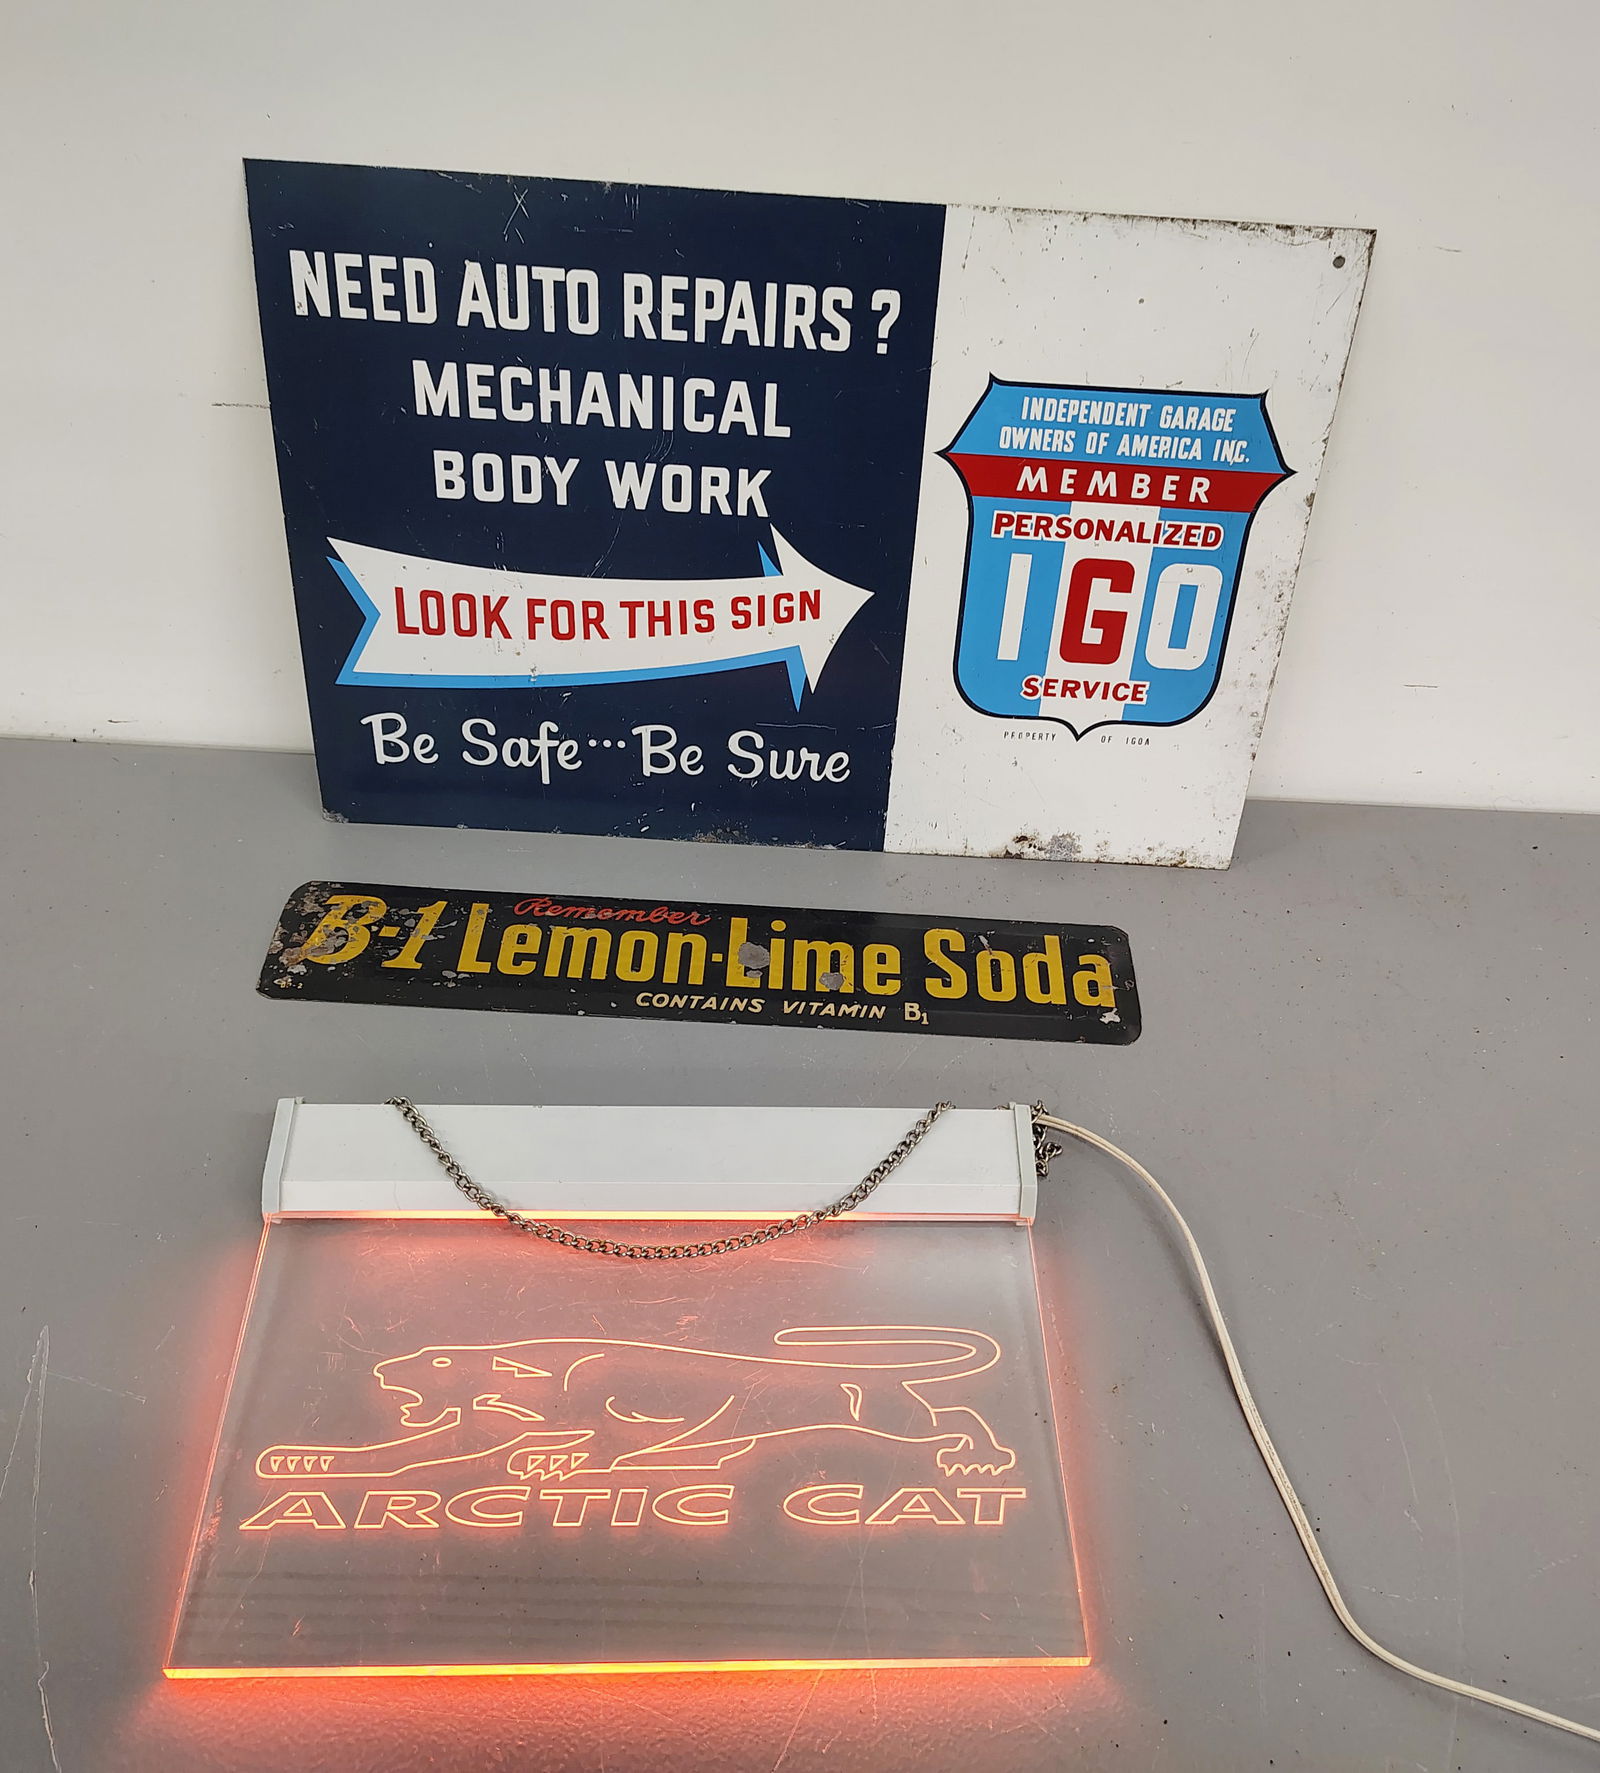 NEED AUTO REPAIRS ?
MECHANICAL
BODY WORK
LOOK FOR THIS SIGN
Be Safe...Be Sure
INDEPENDENT GARAGE
OWNERS OF AMERICA INC.
MEMBER
PERSONALIZED
IGO
SERVICE
PROPERTY OF IGOA
Remember
B-1 Lemon-Lime Soda
CONTAINS VITAMIN B₁
ARCTIC CAT